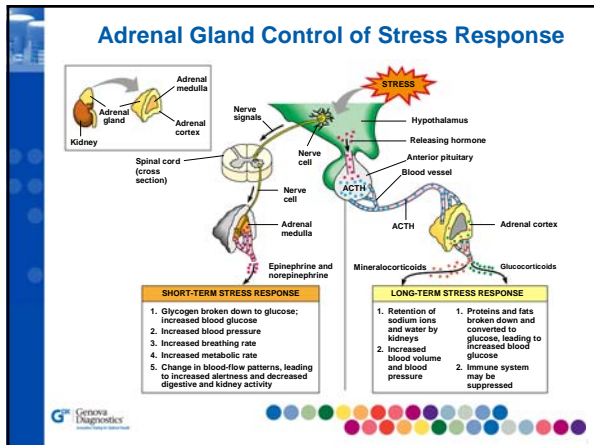 Adrenal Gland Control of Stress Response
Adrenal
medulla
Adrenal
gland
Adrenal
cortex
Kidney
STRESS
Nerve
signals
Hypothalamus
Releasing hormone
Nerve
cell
Anterior pituitary
Blood vessel
Spinal cord
(cross
section)
Nerve
cell
ACTH
Adrenal
medulla
ACTH
Adrenal cortex
Epinephrine and
norepinephrine
Mineralocorticoids
Glucocorticoids
SHORT-TERM STRESS RESPONSE
1. Glycogen broken down to glucose;
increased blood glucose
2. Increased blood pressure
3. Increased breathing rate
4. Increased metabolic rate
5. Change in blood-flow patterns, leading
to increased alertness and decreased
digestive and kidney activity
LONG-TERM STRESS RESPONSE
1. Retention of
sodium ions
and water by
kidneys
2. Increased
blood volume
and blood
pressure
1. Proteins and fats
broken down and
converted to
glucose, leading to
increased blood
glucose
2. Immune system
may be
suppressed
Genova
Diagnostics